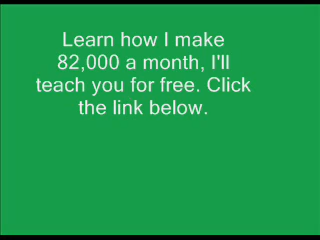 Learn how I make
82,000 a month, I'll
teach you for free. Click
the link below.